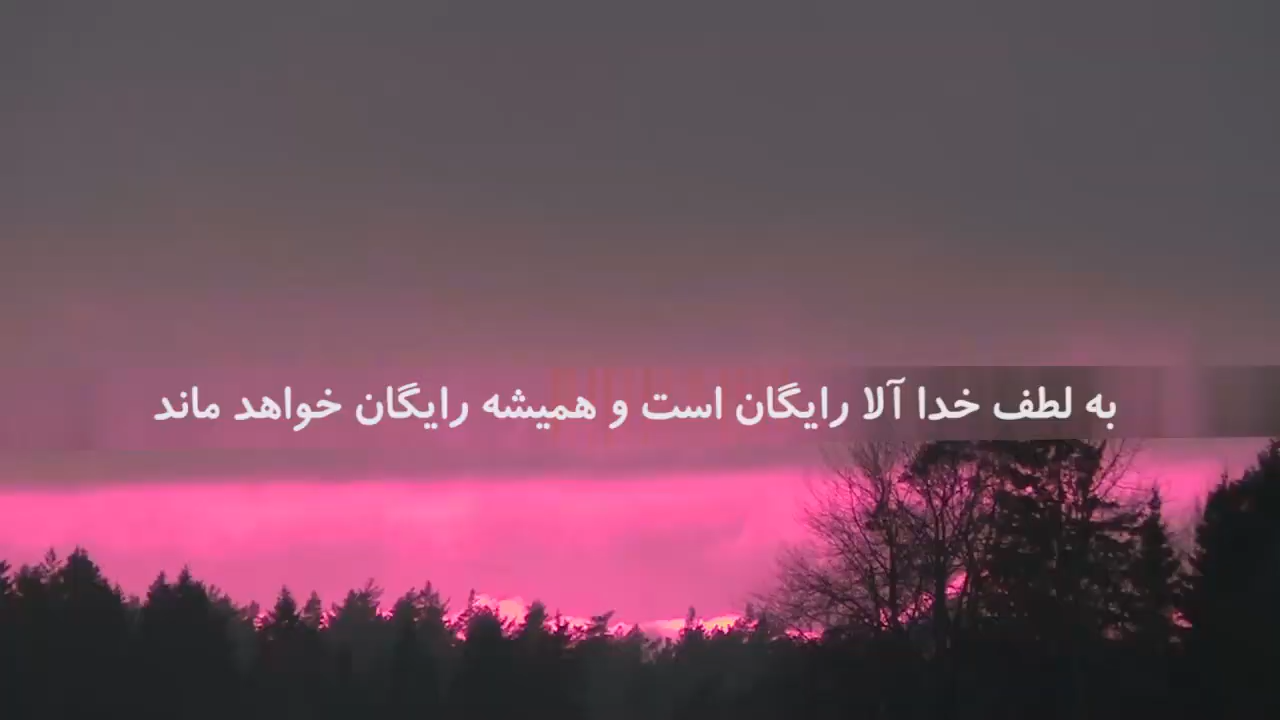 به لطف خدا آلا رایگان است و همیشه رایگان خواهد ماند